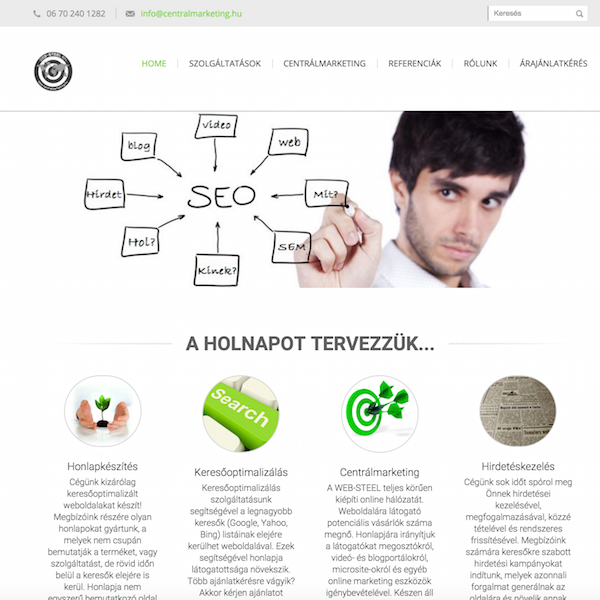 06 70 240 1282
info@centralmarketing.hu
Keresés
HOME
SZOLGÁLTATÁSOK
CENTRÁLMARKETING
REFERENCIÁK
RÓLUNK
ÁRAJÁNLATKÉRÉS
video
blog
web
Hirdet
SEO
Mit?
Hol?
SEM
Kinek?
A HOLNAPOT TERVEZZÜK...
Search
Honlapkészítés
Cégünk kizárólag
keresőoptimalizált
weboldalakat készít!
Megbízóink részére olyan
honlapokat gyártunk, a
melyek nem csupán
bemutatják a terméket, vagy
szolgáltatást, de rövid időn
belül a keresők elejére is
kerül. Honlapja nem
egyszerű bemutatkozó oldal
Keresőoptimalizálás
Keresőoptimalizálás
szolgáltatásunk
segítségével a legnagyobb
keresők (Google, Yahoo,
Bing) listáinak elejére
kerülhet weboldalával. Ezek
segítségével honlapja
látogatottsága növekszik.
Több ajánlatkérésre vágyik?
Akkor kérjen ajánlatot
Centrálmarketing
A WEB-STEEL teljes körűen
kiépíti online hálózatát.
Weboldalára látogató
potenciális vásárlók száma
megnő. Honlapjára irányítjuk
a látogatókat megosztókról,
videó- és blogportálokról,
microsite-okról és egyéb
online marketing eszközök
igénybevételével. Készen áll
Hirdetéskezelés
Cégünk sok időt spórol meg
Önnek hirdetései
kezelésével,
megfogalmazásával, közzé
tételével és rendszeres
frissítésével. Megbízóink
számára keresőkre szabott
hirdetési kampányokat
indítunk, melyek azonnali
forgalmat generálnak az
oldalára és növelik annak